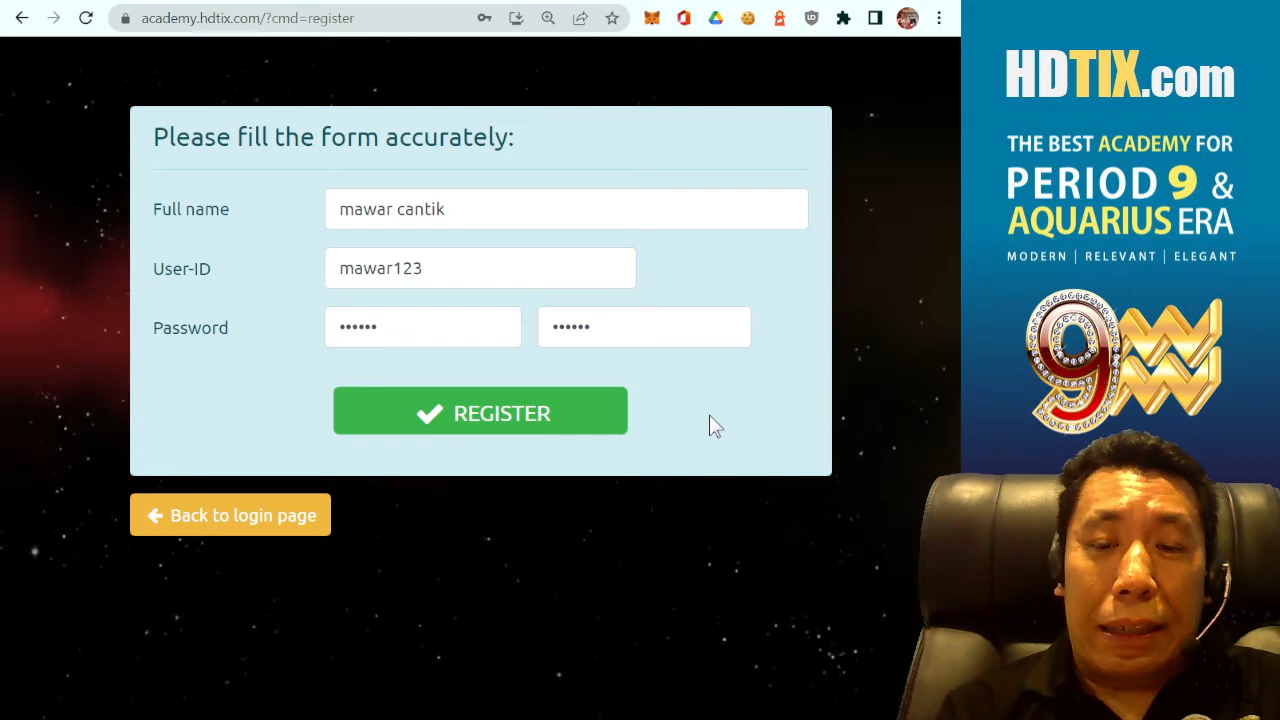 academy.hdtix.com/?cmd=register
Please fill the form accurately:
Full name
mawar cantik
User-ID
mawar123
Password
••••••
••••••
REGISTER
Back to login page
HDTIX.com
THE BEST ACADEMY FOR
PERIOD 9 &
AQUARIUS ERA
MODERN | RELEVANT | ELEGANT
9